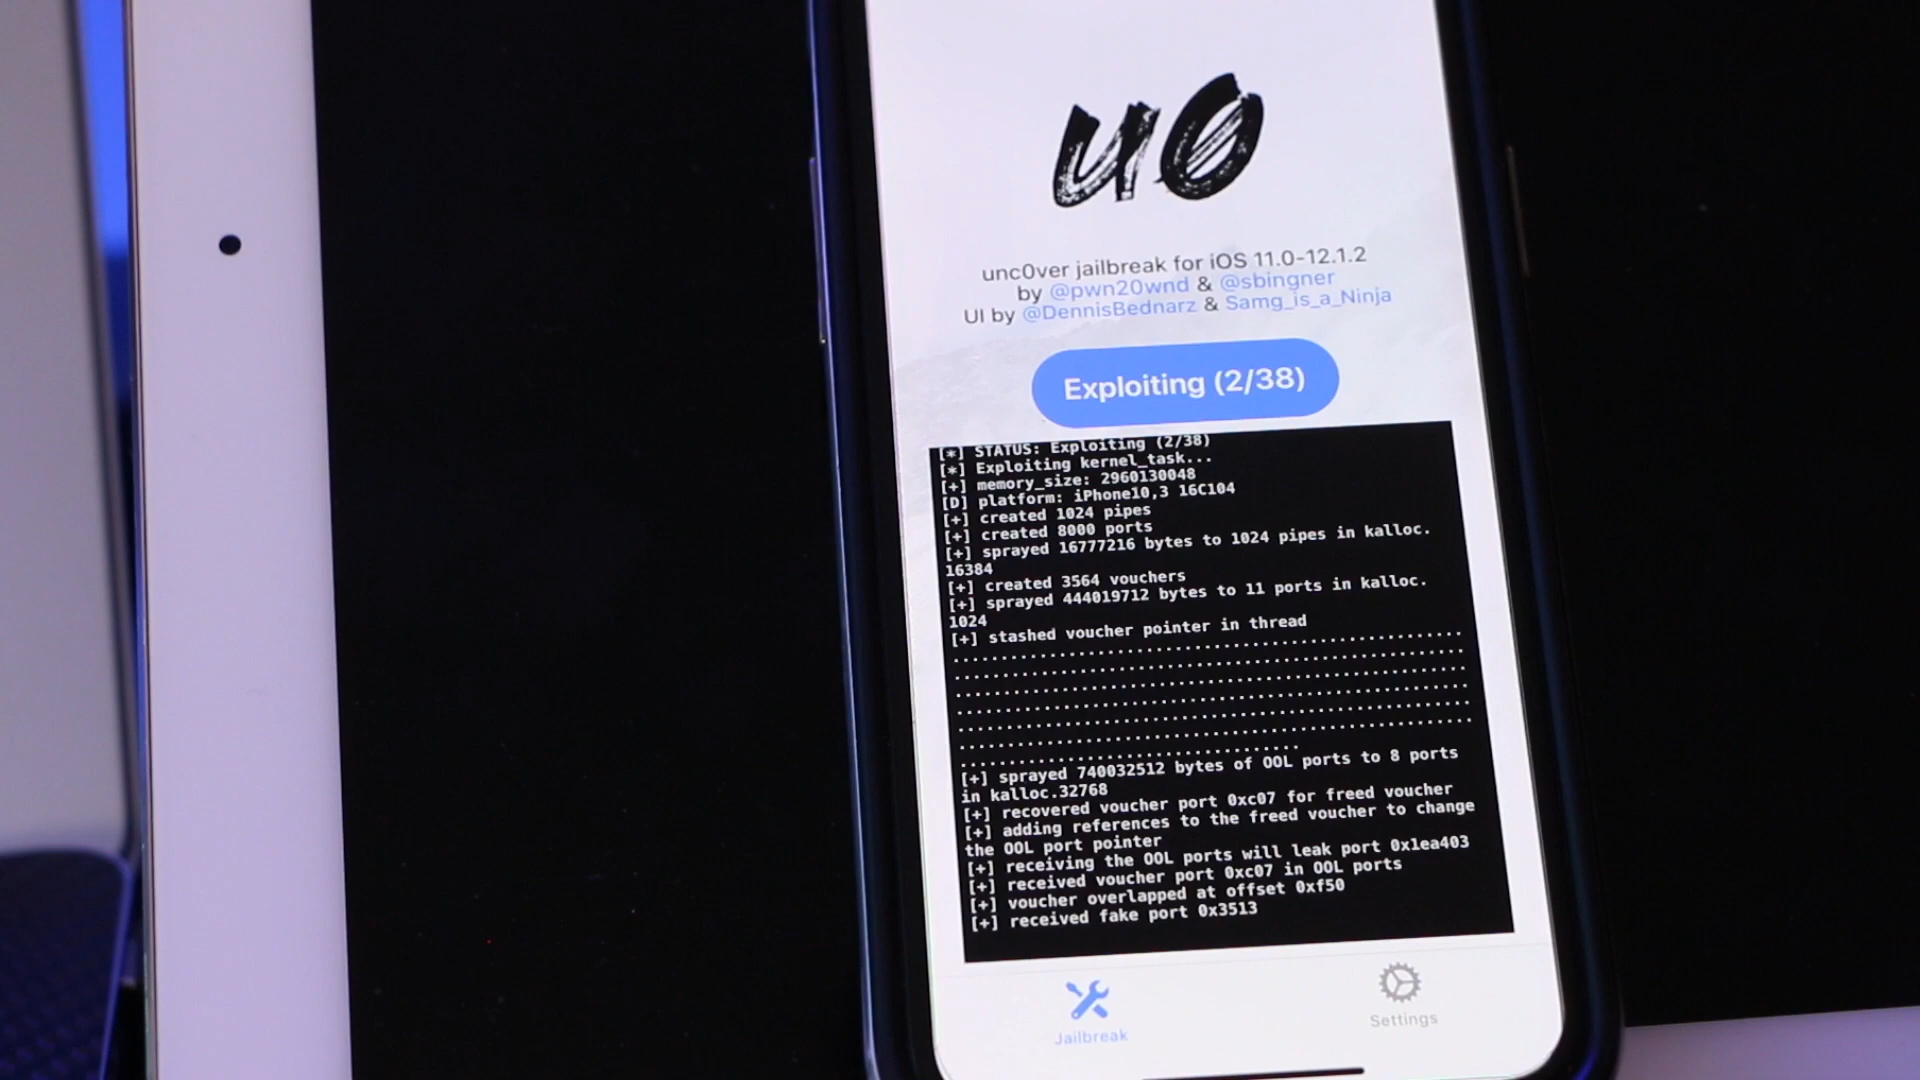 u0
unc0ver jailbreak for iOS 11.0-12.1.2
by @pwn20wnd & @sbingner
UI by @DennisBednarz & Samg_is_a_Ninja
Exploiting (2/38)
[*] STATUS: Exploiting (2/38)
[*] Exploiting kernel_task...
[+] memory_size: 2960130048
[D] platform: iPhone10,3 16C104
[+] created 1024 pipes
[+] created 8000 ports
[+] sprayed 16777216 bytes to 1024 pipes in kalloc.
16384
[+] created 3564 vouchers
[+] sprayed 444019712 bytes to 11 ports in kalloc.
1024
[+] stashed voucher pointer in thread
[+] sprayed 740032512 bytes of OOL ports to 8 ports
in kalloc.32768
[+] recovered voucher port 0xc07 for freed voucher
[+] adding references to the freed voucher to change
the OOL port pointer
[+] receiving the OOL ports will leak port 0x1ea403
[+] received voucher port 0xc07 in OOL ports
[+] voucher overlapped at offset 0xf50
[+] received fake port 0x3513
Jailbreak
Settings